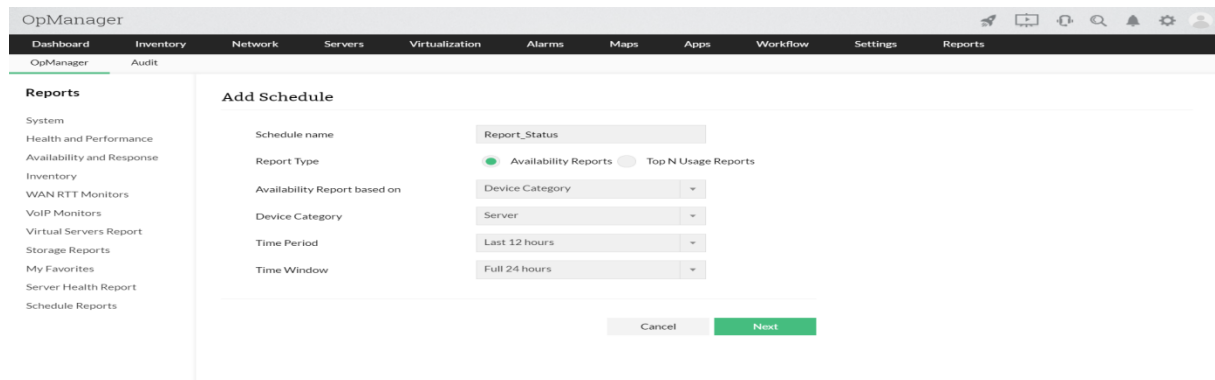 OpManager
Dashboard Inventory Network Servers Virtualization Alarms Maps Apps Workflow Settings Reports
OpManager Audit
Reports
System
Health and Performance
Availability and Response
Inventory
WAN RTT Monitors
VoIP Monitors
Virtual Servers Report
Storage Reports
My Favorites
Server Health Report
Schedule Reports
Add Schedule
Schedule name Report_Status
Report Type Availability Reports Top N Usage Reports
Availability Report based on Device Category
Device Category Server
Time Period Last 12 hours
Time Window Full 24 hours
Cancel Next